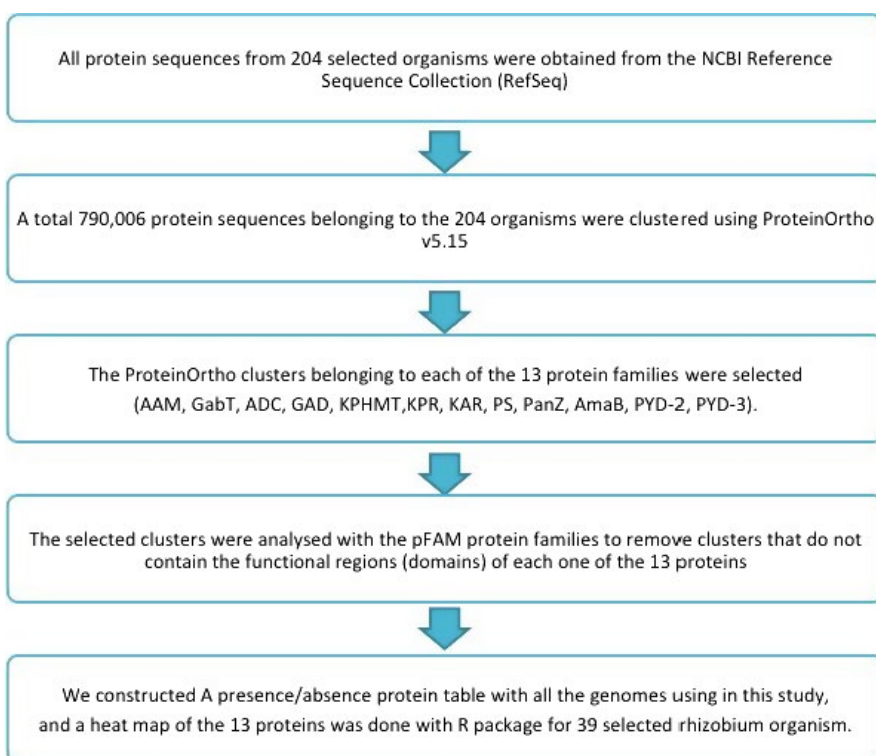 All protein sequences from 204 selected organisms were obtained from the NCBI Reference
Sequence Collection (RefSeq)
A total 790,006 protein sequences belonging to the 204 organisms were clustered using ProteinOrtho
v5.15
The ProteinOrtho clusters belonging to each of the 13 protein families were selected
(AAM, GabT, ADC, GAD, KPHMT,KPR, KAR, PS, PanZ, AmaB, PYD-2, PYD-3).
The selected clusters were analysed with the pFAM protein families to remove clusters that do not
contain the functional regions (domains) of each one of the 13 proteins
We constructed A presence/absence protein table with all the genomes using in this study,
and a heat map of the 13 proteins was done with R package for 39 selected rhizobium organism.